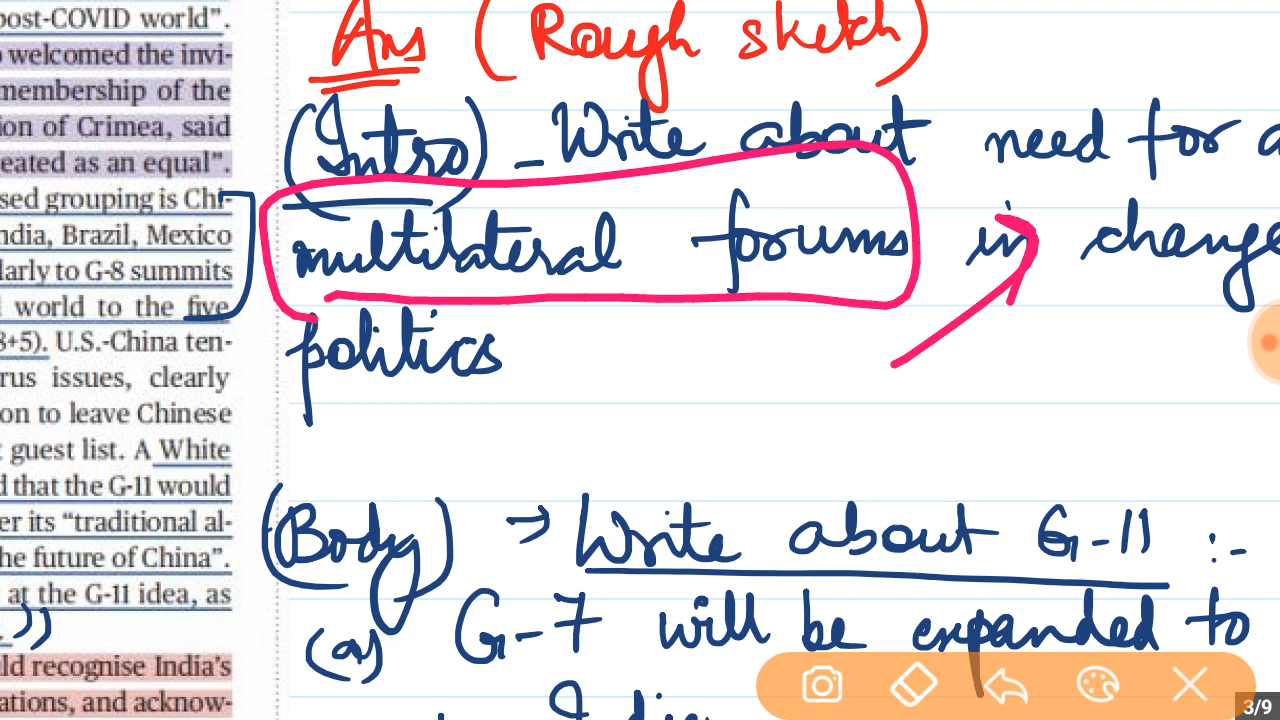 post-COVID world".
welcomed the invi-
membership of the
ion of Crimea, said
eated as an equal".
sed grouping is Chi-
ndia, Brazil, Mexico
larly to G-8 summits
world to the five
8+5). U.S.-China ten-
rus issues, clearly
on to leave Chinese
guest list. A White
d that the G-11 would
er its "traditional al-
he future of China".
at the G-11 idea, as
ld recognise India's
ations, and acknow-
Ans (Rough sketch)
(Intro) - Write about need for a
multilateral forums in change
politics
(Body) → Write about G-11 :-
(a) G-7 will be expanded to
India
3/9